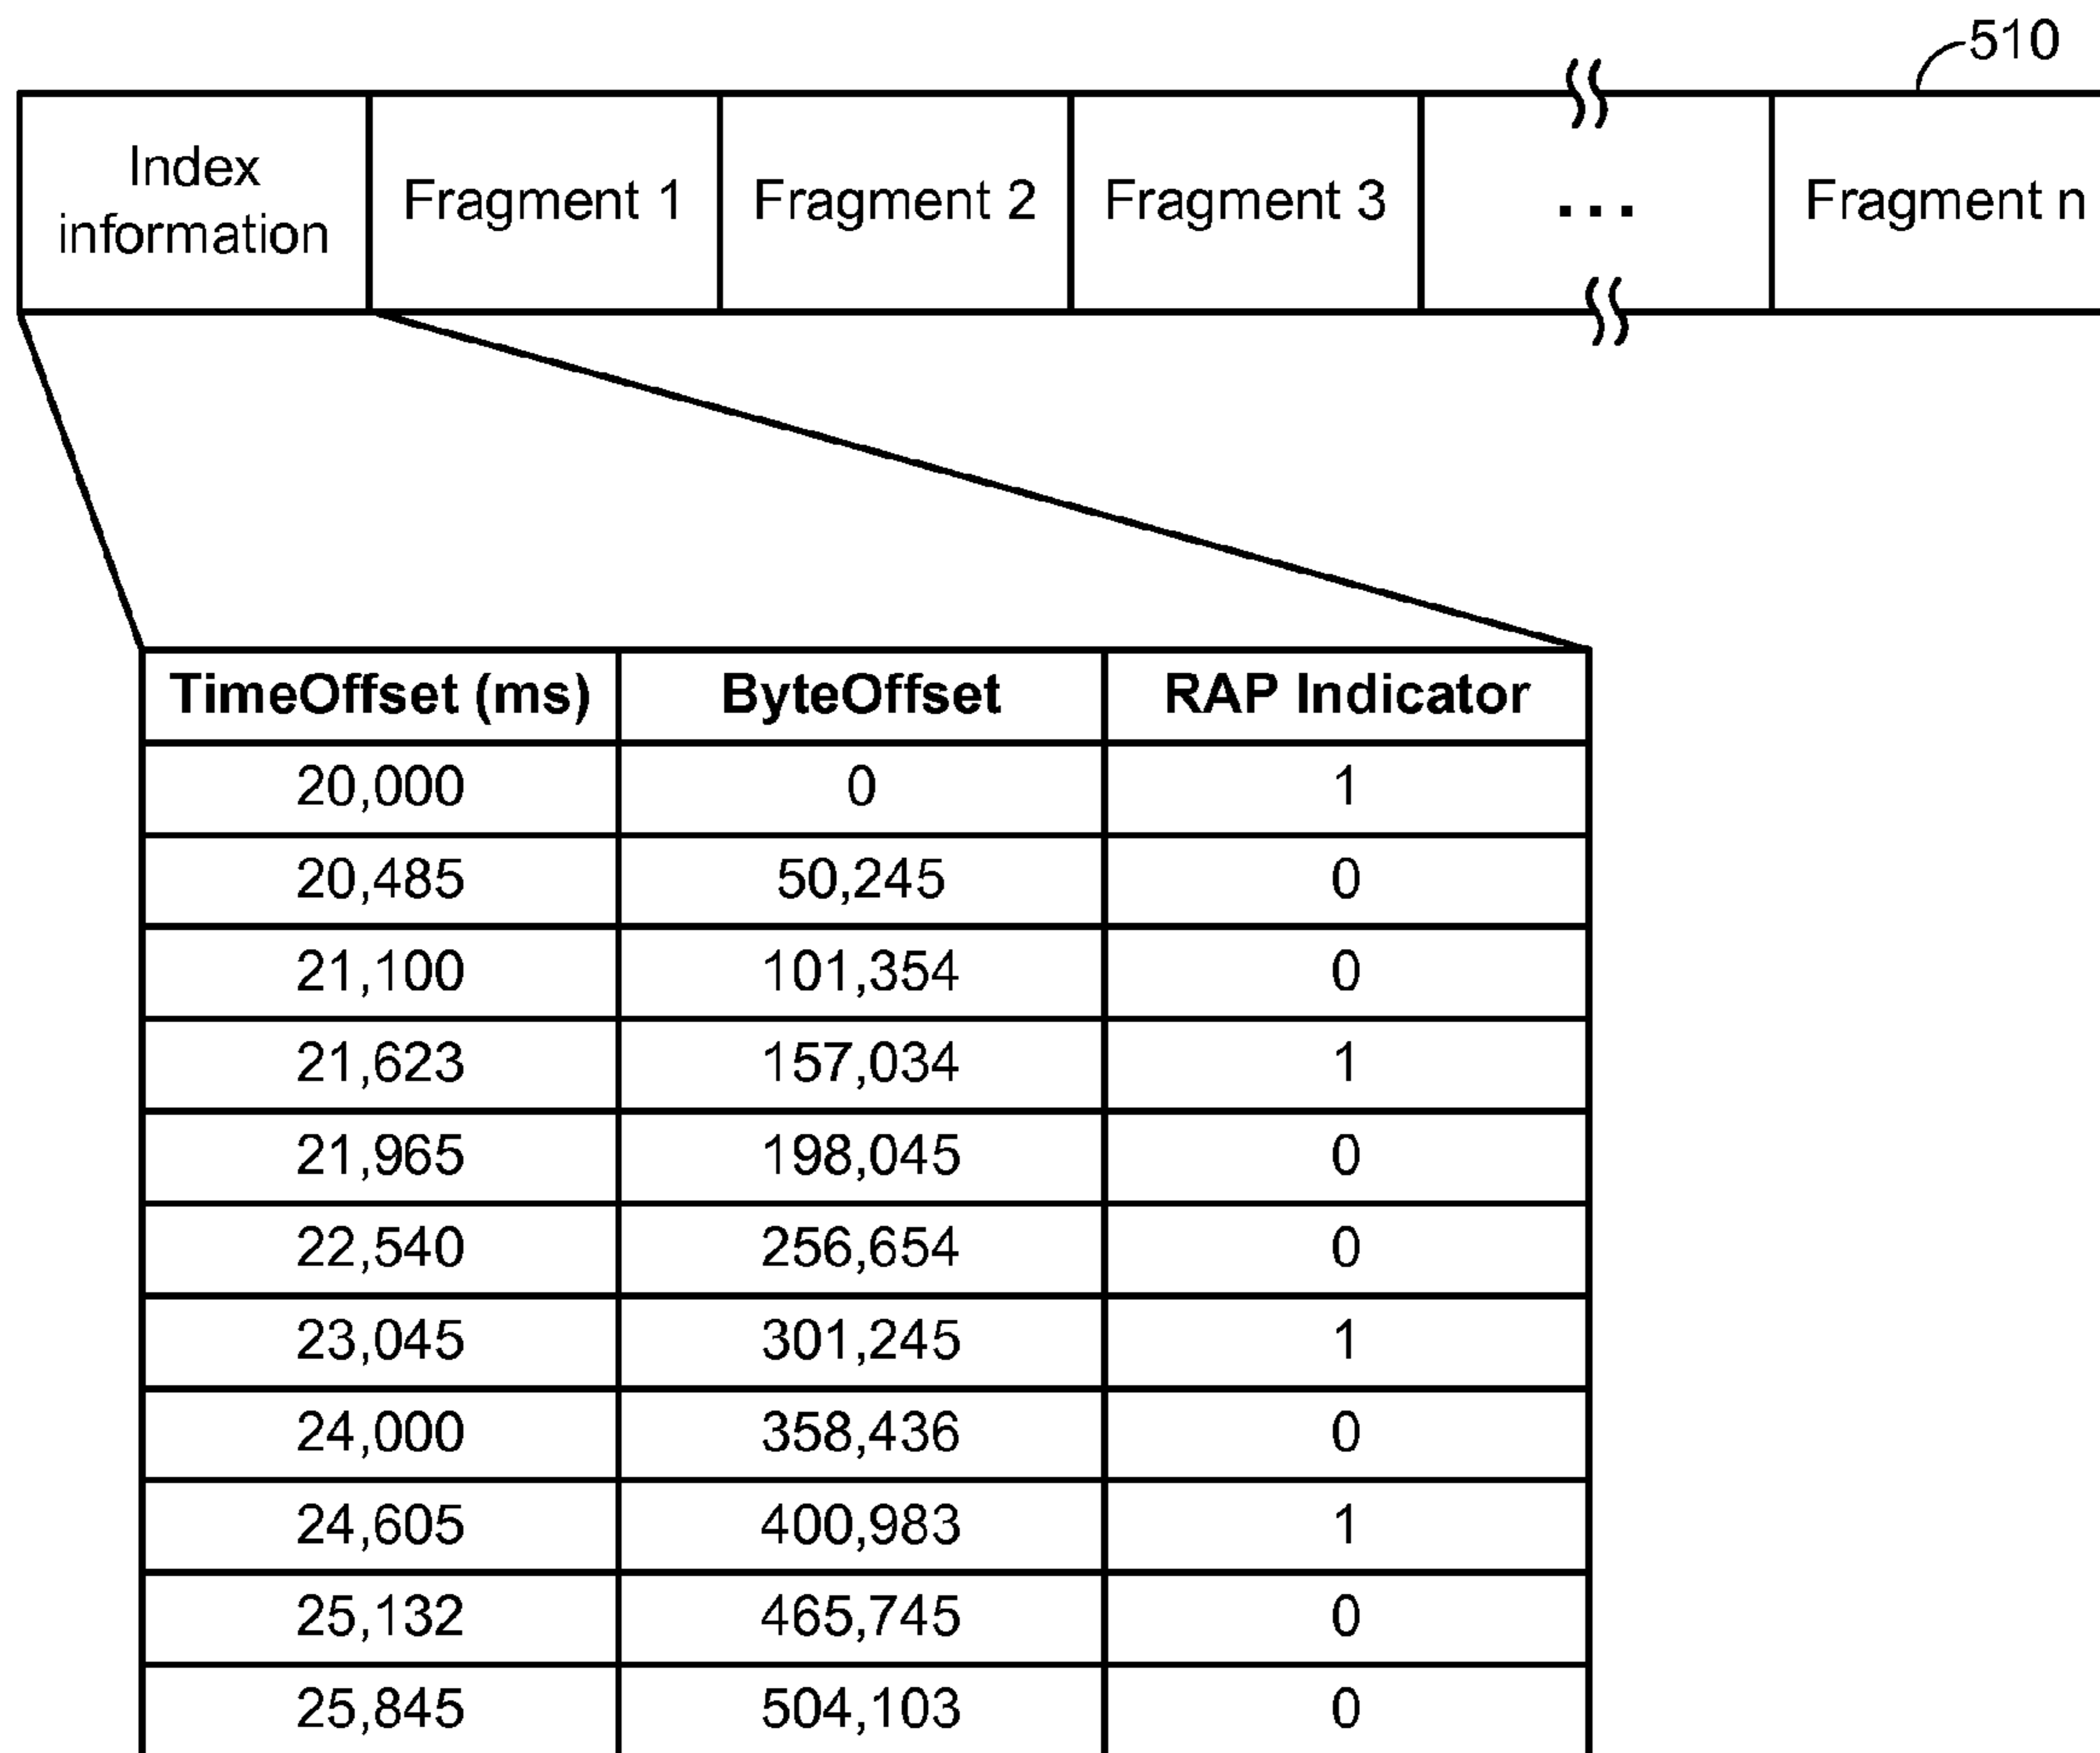 510
Index
information
Fragment 1
Fragment 2
Fragment 3
...
Fragment n
TimeOffset (ms) ByteOffset RAP Indicator
20,000 0 1
20,485 50,245 0
21,100 101,354 0
21,623 157,034 1
21,965 198,045 0
22,540 256,654 0
23,045 301,245 1
24,000 358,436 0
24,605 400,983 1
25,132 465,745 0
25,845 504,103 0